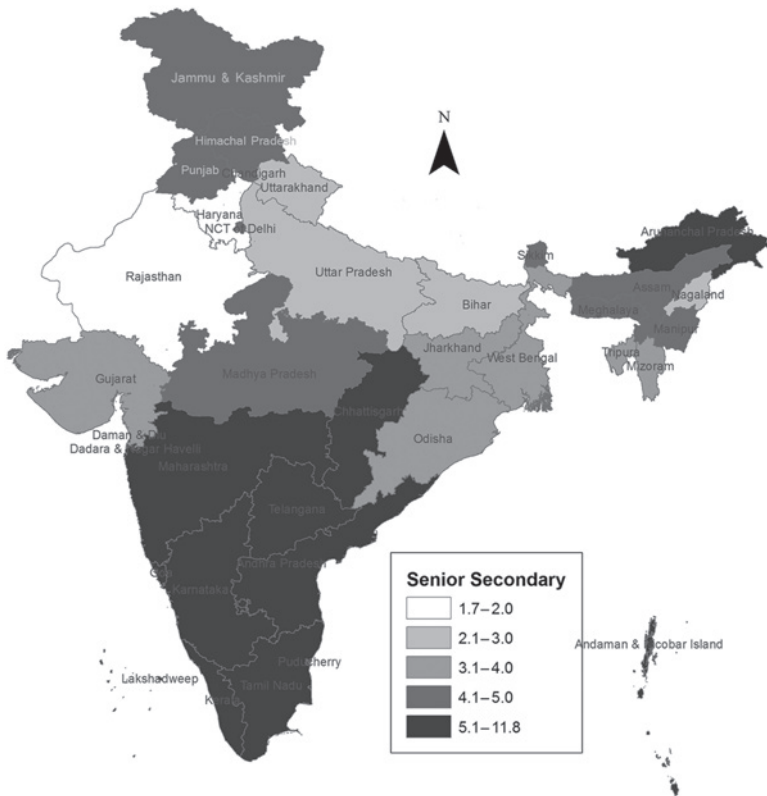 Jammu & Kashmir
N
Himachal Pradesh
Punjab
Chandigarh
Uttarakhand
Haryana
NCT
Delhi
Rajasthan
Uttar Pradesh
Bihar
Sikkim
Arunanchal Pradesh
Assam
Nagaland
Meghalaya
Manipur
Tripura
Mizoram
Jharkhand
West Bengal
Gujarat
Madhya Pradesh
Chhattisgarh
Odisha
Daman & Diu
Dadara & Nagar Havelli
Maharashtra
Telangana
Andhra Pradesh
Goa
Karnataka
Puducherry
Lakshadweep
Kerala
Tamil Nadu
Andaman & Nicobar Island
Senior Secondary
1.7–2.0
2.1–3.0
3.1–4.0
4.1–5.0
5.1–11.8